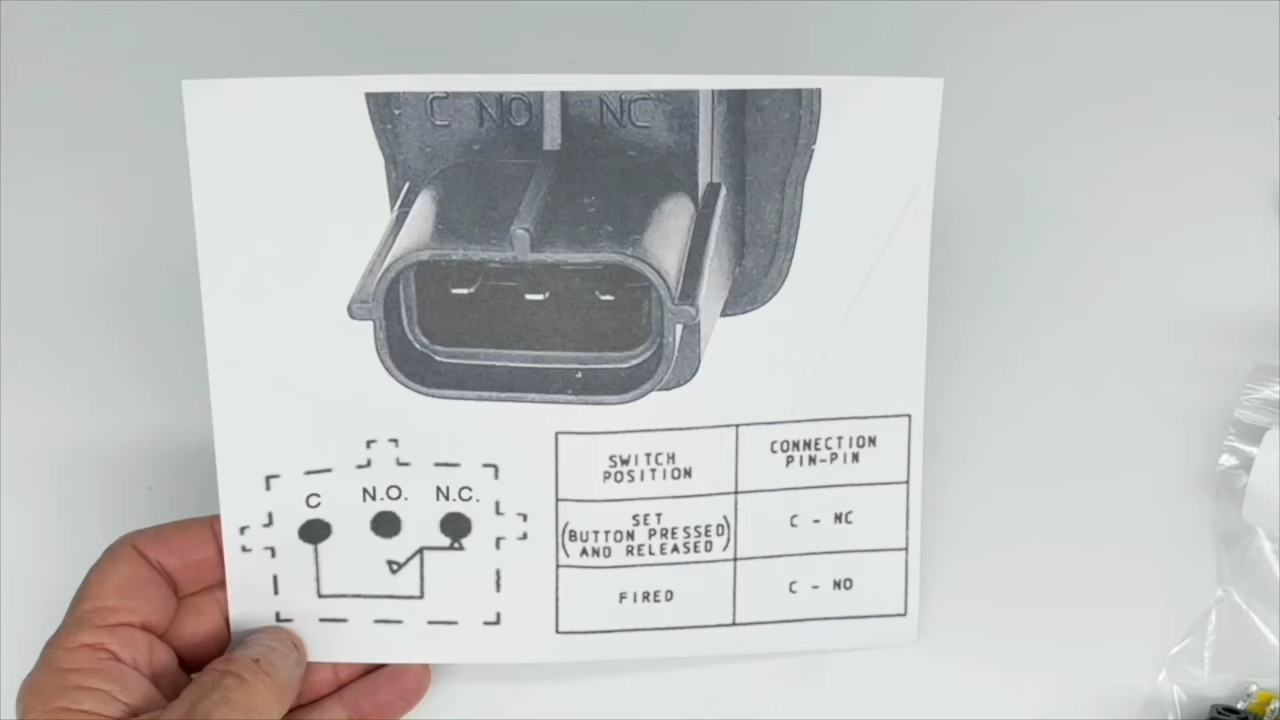 C NO NC
C N.O. N.C.
SWITCH
POSITION
CONNECTION
PIN-PIN
SET
(BUTTON PRESSED
AND RELEASED)
C - NC
FIRED
C - NO